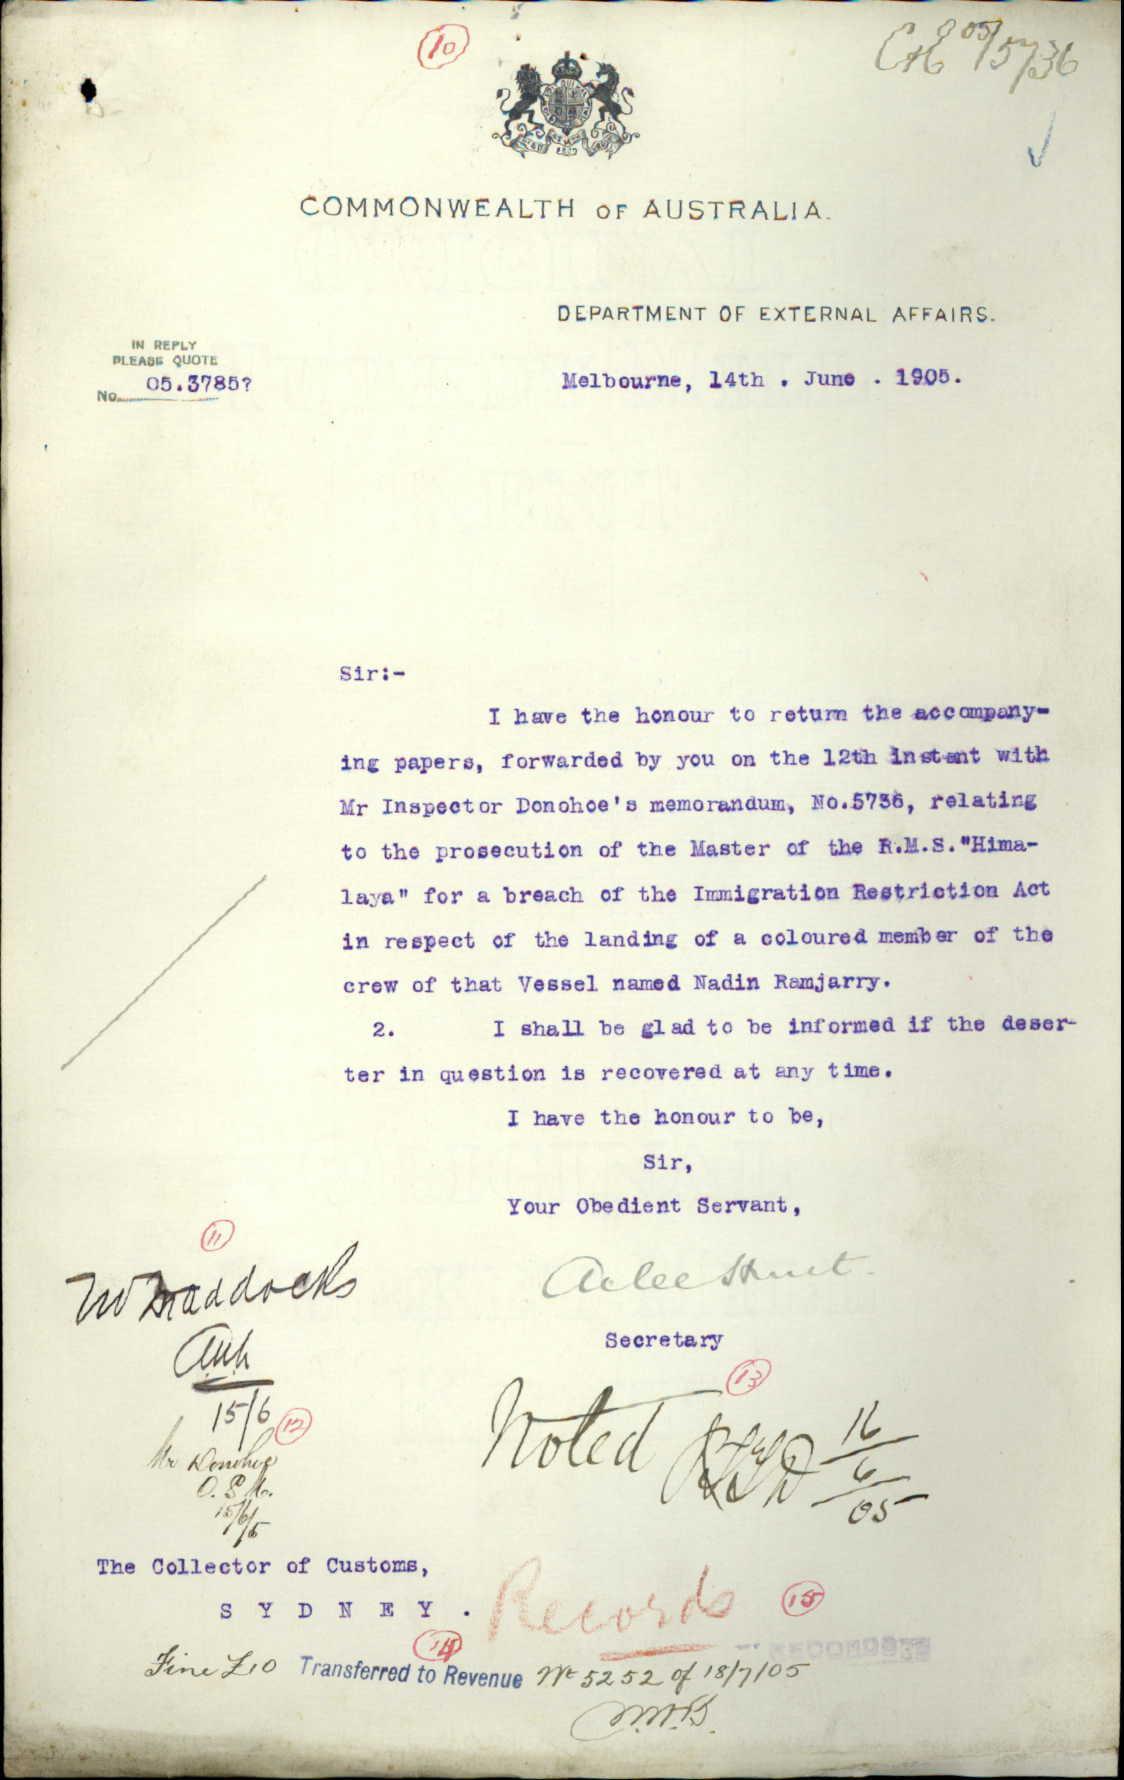 10
C+E 05/5736
COMMONWEALTH OF AUSTRALIA.
DEPARTMENT OF EXTERNAL AFFAIRS.
IN REPLY
PLEASE QUOTE
No. 05.3785?
Melbourne, 14th . June . 1905.
Sir:-
I have the honour to return the accompany-
ing papers, forwarded by you on the 12th instant with
Mr Inspector Donohoe's memorandum, No.5736, relating
to the prosecution of the Master of the R.M.S."Hima-
laya" for a breach of the Immigration Restriction Act
in respect of the landing of a coloured member of the
crew of that Vessel named Nadin Ramjarry.
2. I shall be glad to be informed if the deser-
ter in question is recovered at any time.
I have the honour to be,
Sir,
Your Obedient Servant,
Atlee Hunt.
Secretary
11
Mr Maddocks
15/6
12
Mr Donohoe
15/6/5
13
Noted
16/6/05
The Collector of Customs,
SYDNEY.
Records
15
14
Fine £10 Transferred to Revenue No 5252 of 18/7/05